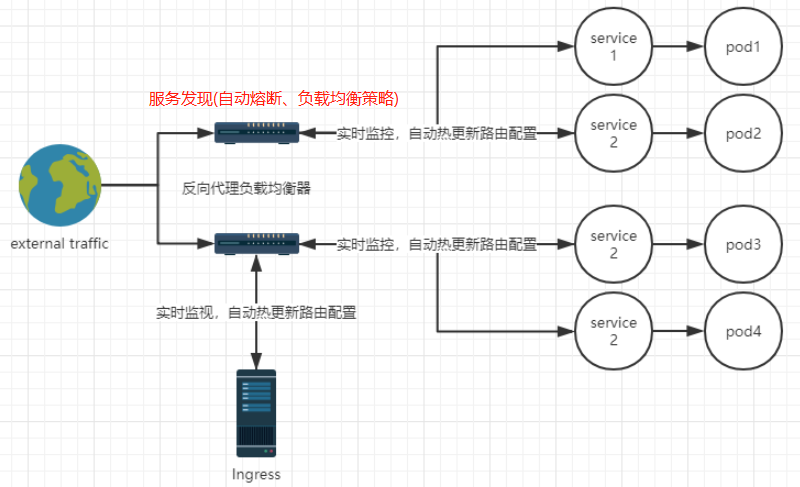 service
1
pod1
服务发现(自动熔断、负载均衡策略)
实时监控，自动热更新路由配置
service
2
pod2
反向代理负载均衡器
external traffic
实时监控，自动热更新路由配置
service
2
pod3
实时监视，自动热更新路由配置
service
2
pod4
Ingress